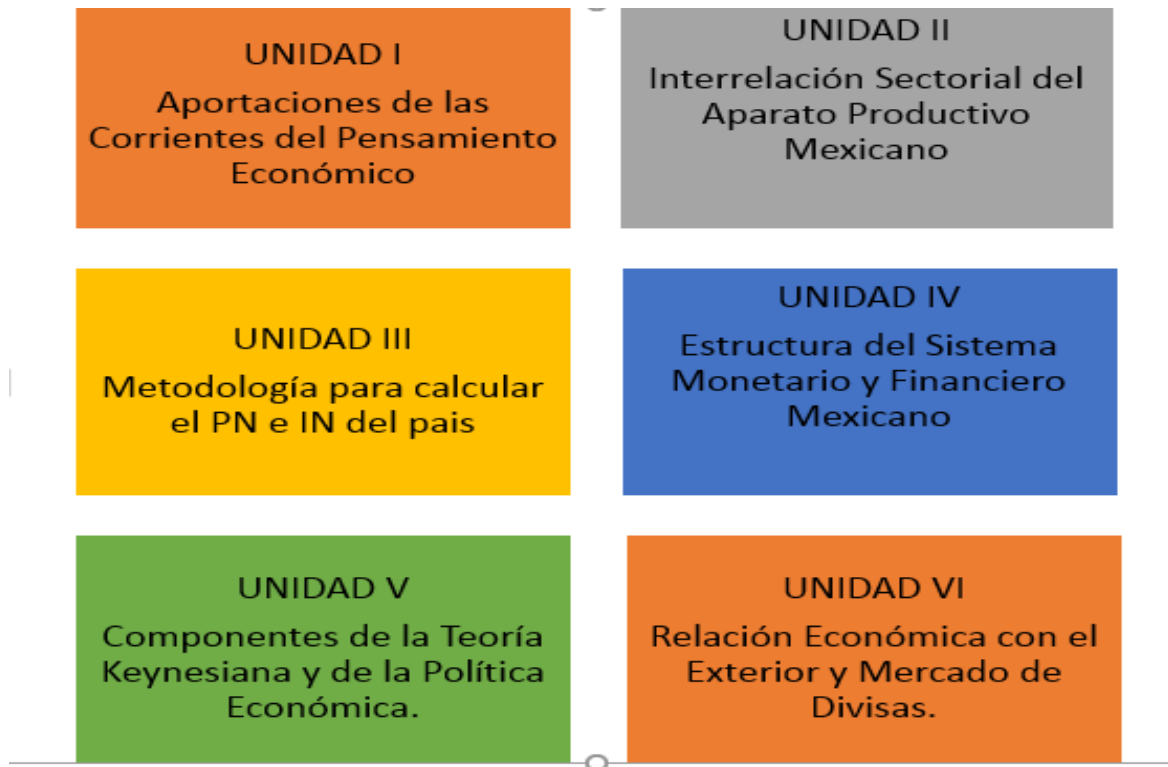 UNIDAD I
Aportaciones de las
Corrientes del Pensamiento
Económico
UNIDAD II
Interrelación Sectorial del
Aparato Productivo
Mexicano
UNIDAD III
Metodología para calcular
el PN e IN del pais
UNIDAD IV
Estructura del Sistema
Monetario y Financiero
Mexicano
UNIDAD V
Componentes de la Teoría
Keynesiana y de la Política
Económica.
UNIDAD VI
Relación Económica con el
Exterior y Mercado de
Divisas.